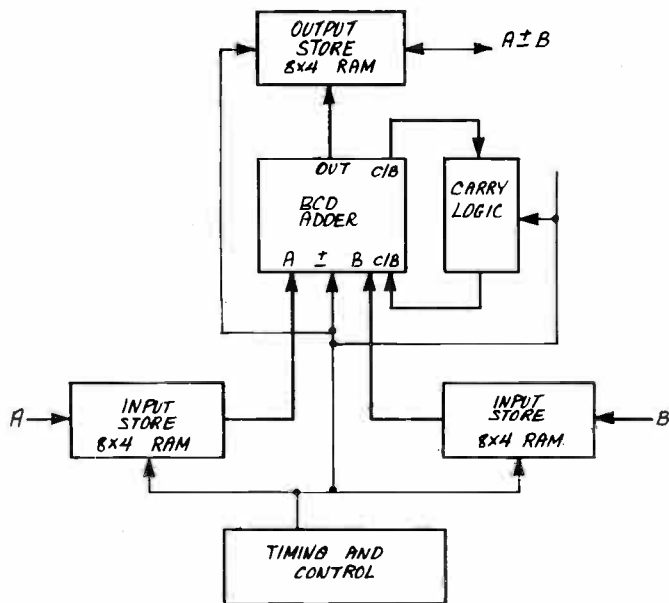 OUTPUT
STORE
8X4 RAM
A±B
OUT C/B
BCD
ADDER
A ± B C/B
CARRY
LOGIC
A
INPUT
STORE
8X4 RAM
INPUT
STORE
8X4 RAM
B
TIMING AND
CONTROL